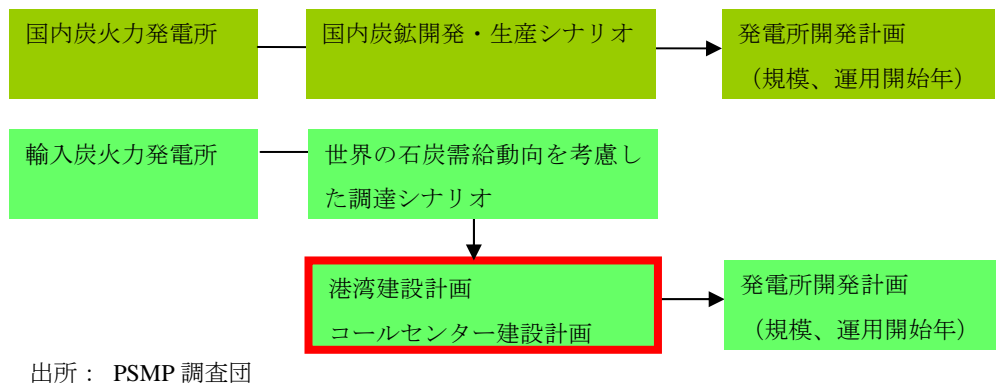 国内炭火力発電所
国内炭鉱開発・生産シナリオ
発電所開発計画
（規模、運用開始年）
輸入炭火力発電所
世界の石炭需給動向を考慮し
た調達シナリオ
港湾建設計画
コールセンター建設計画
発電所開発計画
（規模、運用開始年）
出所： PSMP 調査団